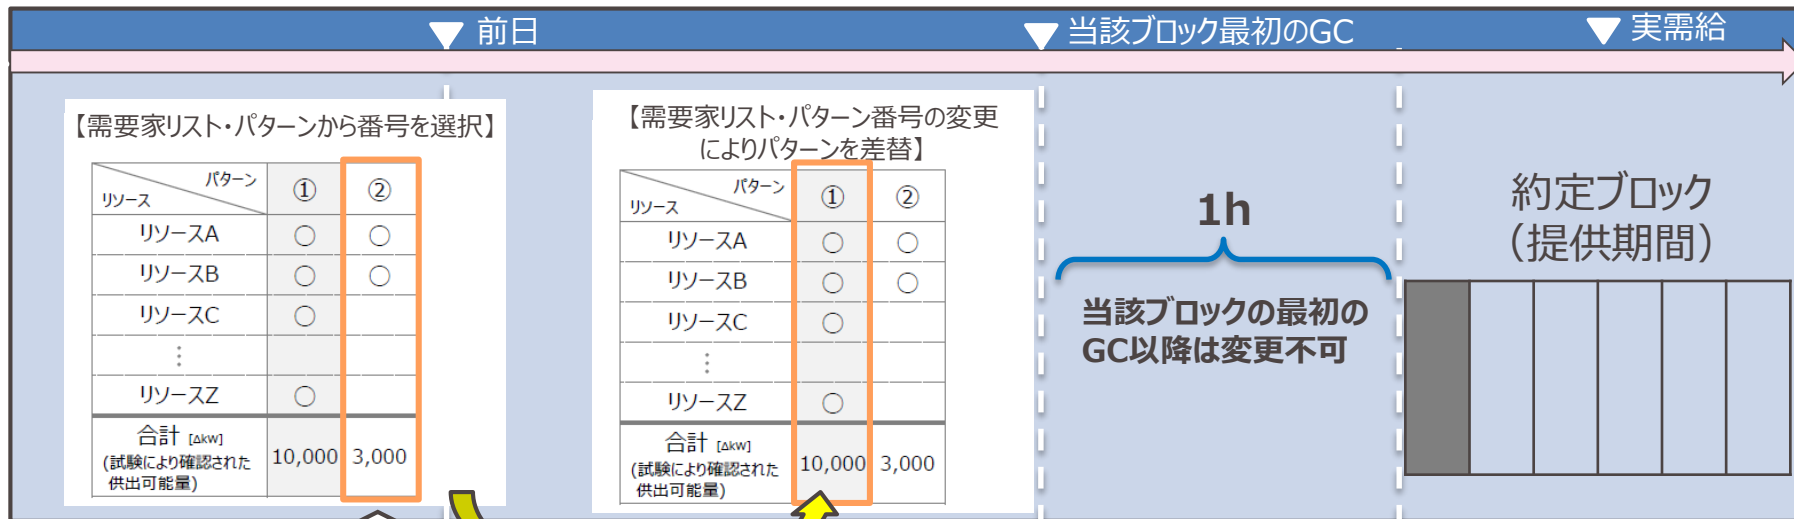 ▼ 前日
▼ 当該ブロック最初のGC
▼ 実需給
【需要家リスト・パターンから番号を選択】
パターン
リソース
① ②
リソースA ○ ○
リソースB ○ ○
リソースC ○
⋮
リソースZ ○
合計 [Δkw]
(試験により確認された
供出可能量)
10,000 3,000
【需要家リスト・パターン番号の変更
によりパターンを差替】
パターン
リソース
① ②
リソースA ○ ○
リソースB ○ ○
リソースC ○
⋮
リソースZ ○
合計 [Δkw]
(試験により確認された
供出可能量)
10,000 3,000
1h
当該ブロックの最初の
GC以降は変更不可
約定ブロック
（提供期間）